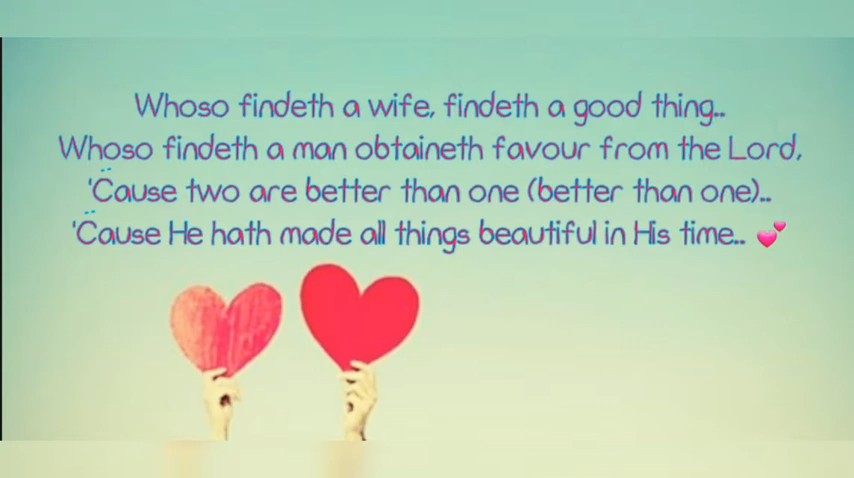 Whoso findeth a wife, findeth a good thing..
Whoso findeth a man obtaineth favour from the Lord,
'Cause two are better than one (better than one)..
'Cause He hath made all things beautiful in His time.. 💕